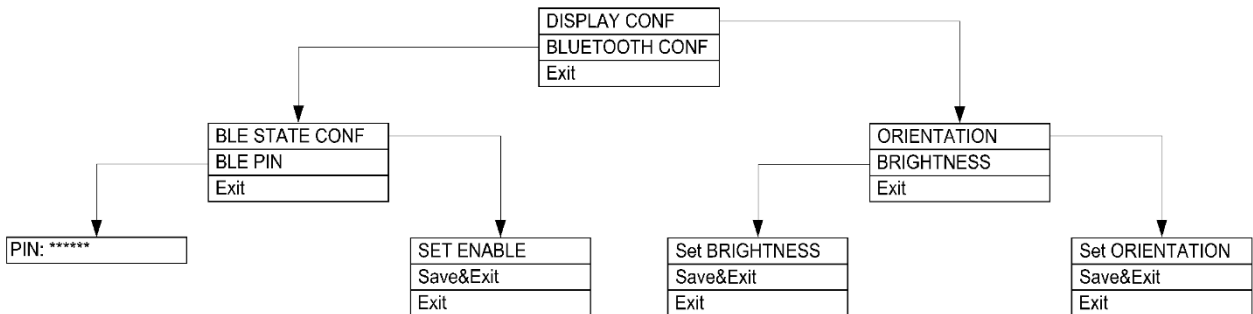 DISPLAY CONF
BLUETOOTH CONF
Exit
BLE STATE CONF
BLE PIN
Exit
ORIENTATION
BRIGHTNESS
Exit
PIN: ******
SET ENABLE
Save&Exit
Exit
Set BRIGHTNESS
Save&Exit
Exit
Set ORIENTATION
Save&Exit
Exit